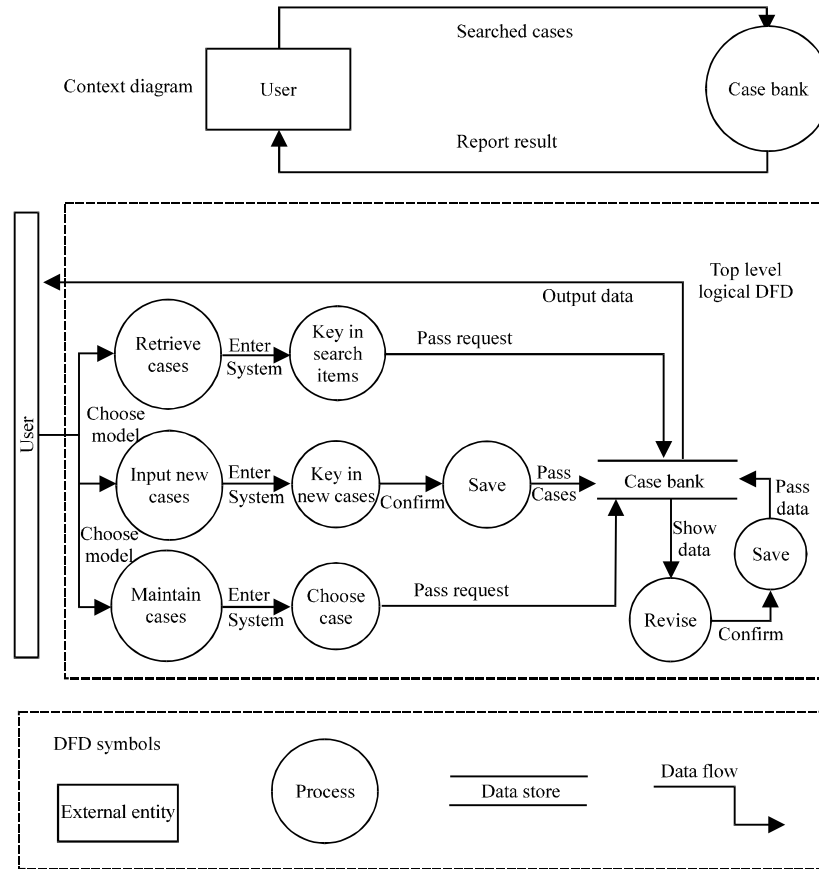 Searched cases
Context diagram
User
Case bank
Report result
Top level
logical DFD
Output data
Retrieve
cases
Enter
System
Key in
search
items
Pass request
User
Choose
model
Input new
cases
Enter
System
Key in
new cases
Confirm
Save
Pass
Cases
Case bank
Pass
data
Choose
model
Show
data
Save
Maintain
cases
Enter
System
Choose
case
Pass request
Revise
Confirm
DFD symbols
External entity
Process
Data store
Data flow